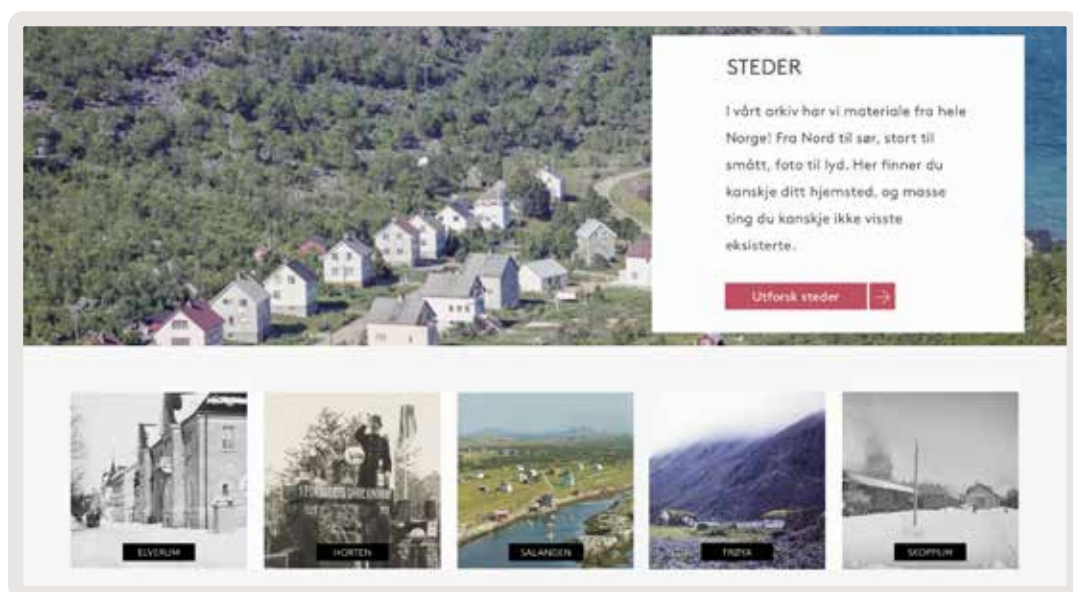 STEDER
I vårt arkiv har vi materiale fra hele
Norge! Fra Nord til sør, stort til
smått, foto til lyd. Her finner du
kanskje ditt hjemsted, og masse
ting du kanskje ikke visste
eksisterte.
Utforsk steder →
ELVERUM
HORTEN
SALANGEN
FRØYA
SKOPPUM